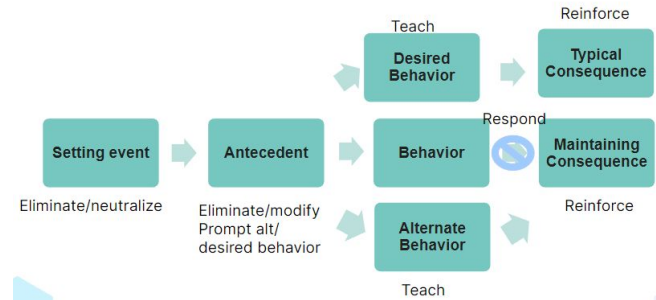 Teach
Reinforce
Desired
Behavior
Typical
Consequence
Respond
Setting event
Antecedent
Behavior
Maintaining
Consequence
Eliminate/neutralize
Eliminate/modify
Prompt alt/
desired behavior
Reinforce
Alternate
Behavior
Teach